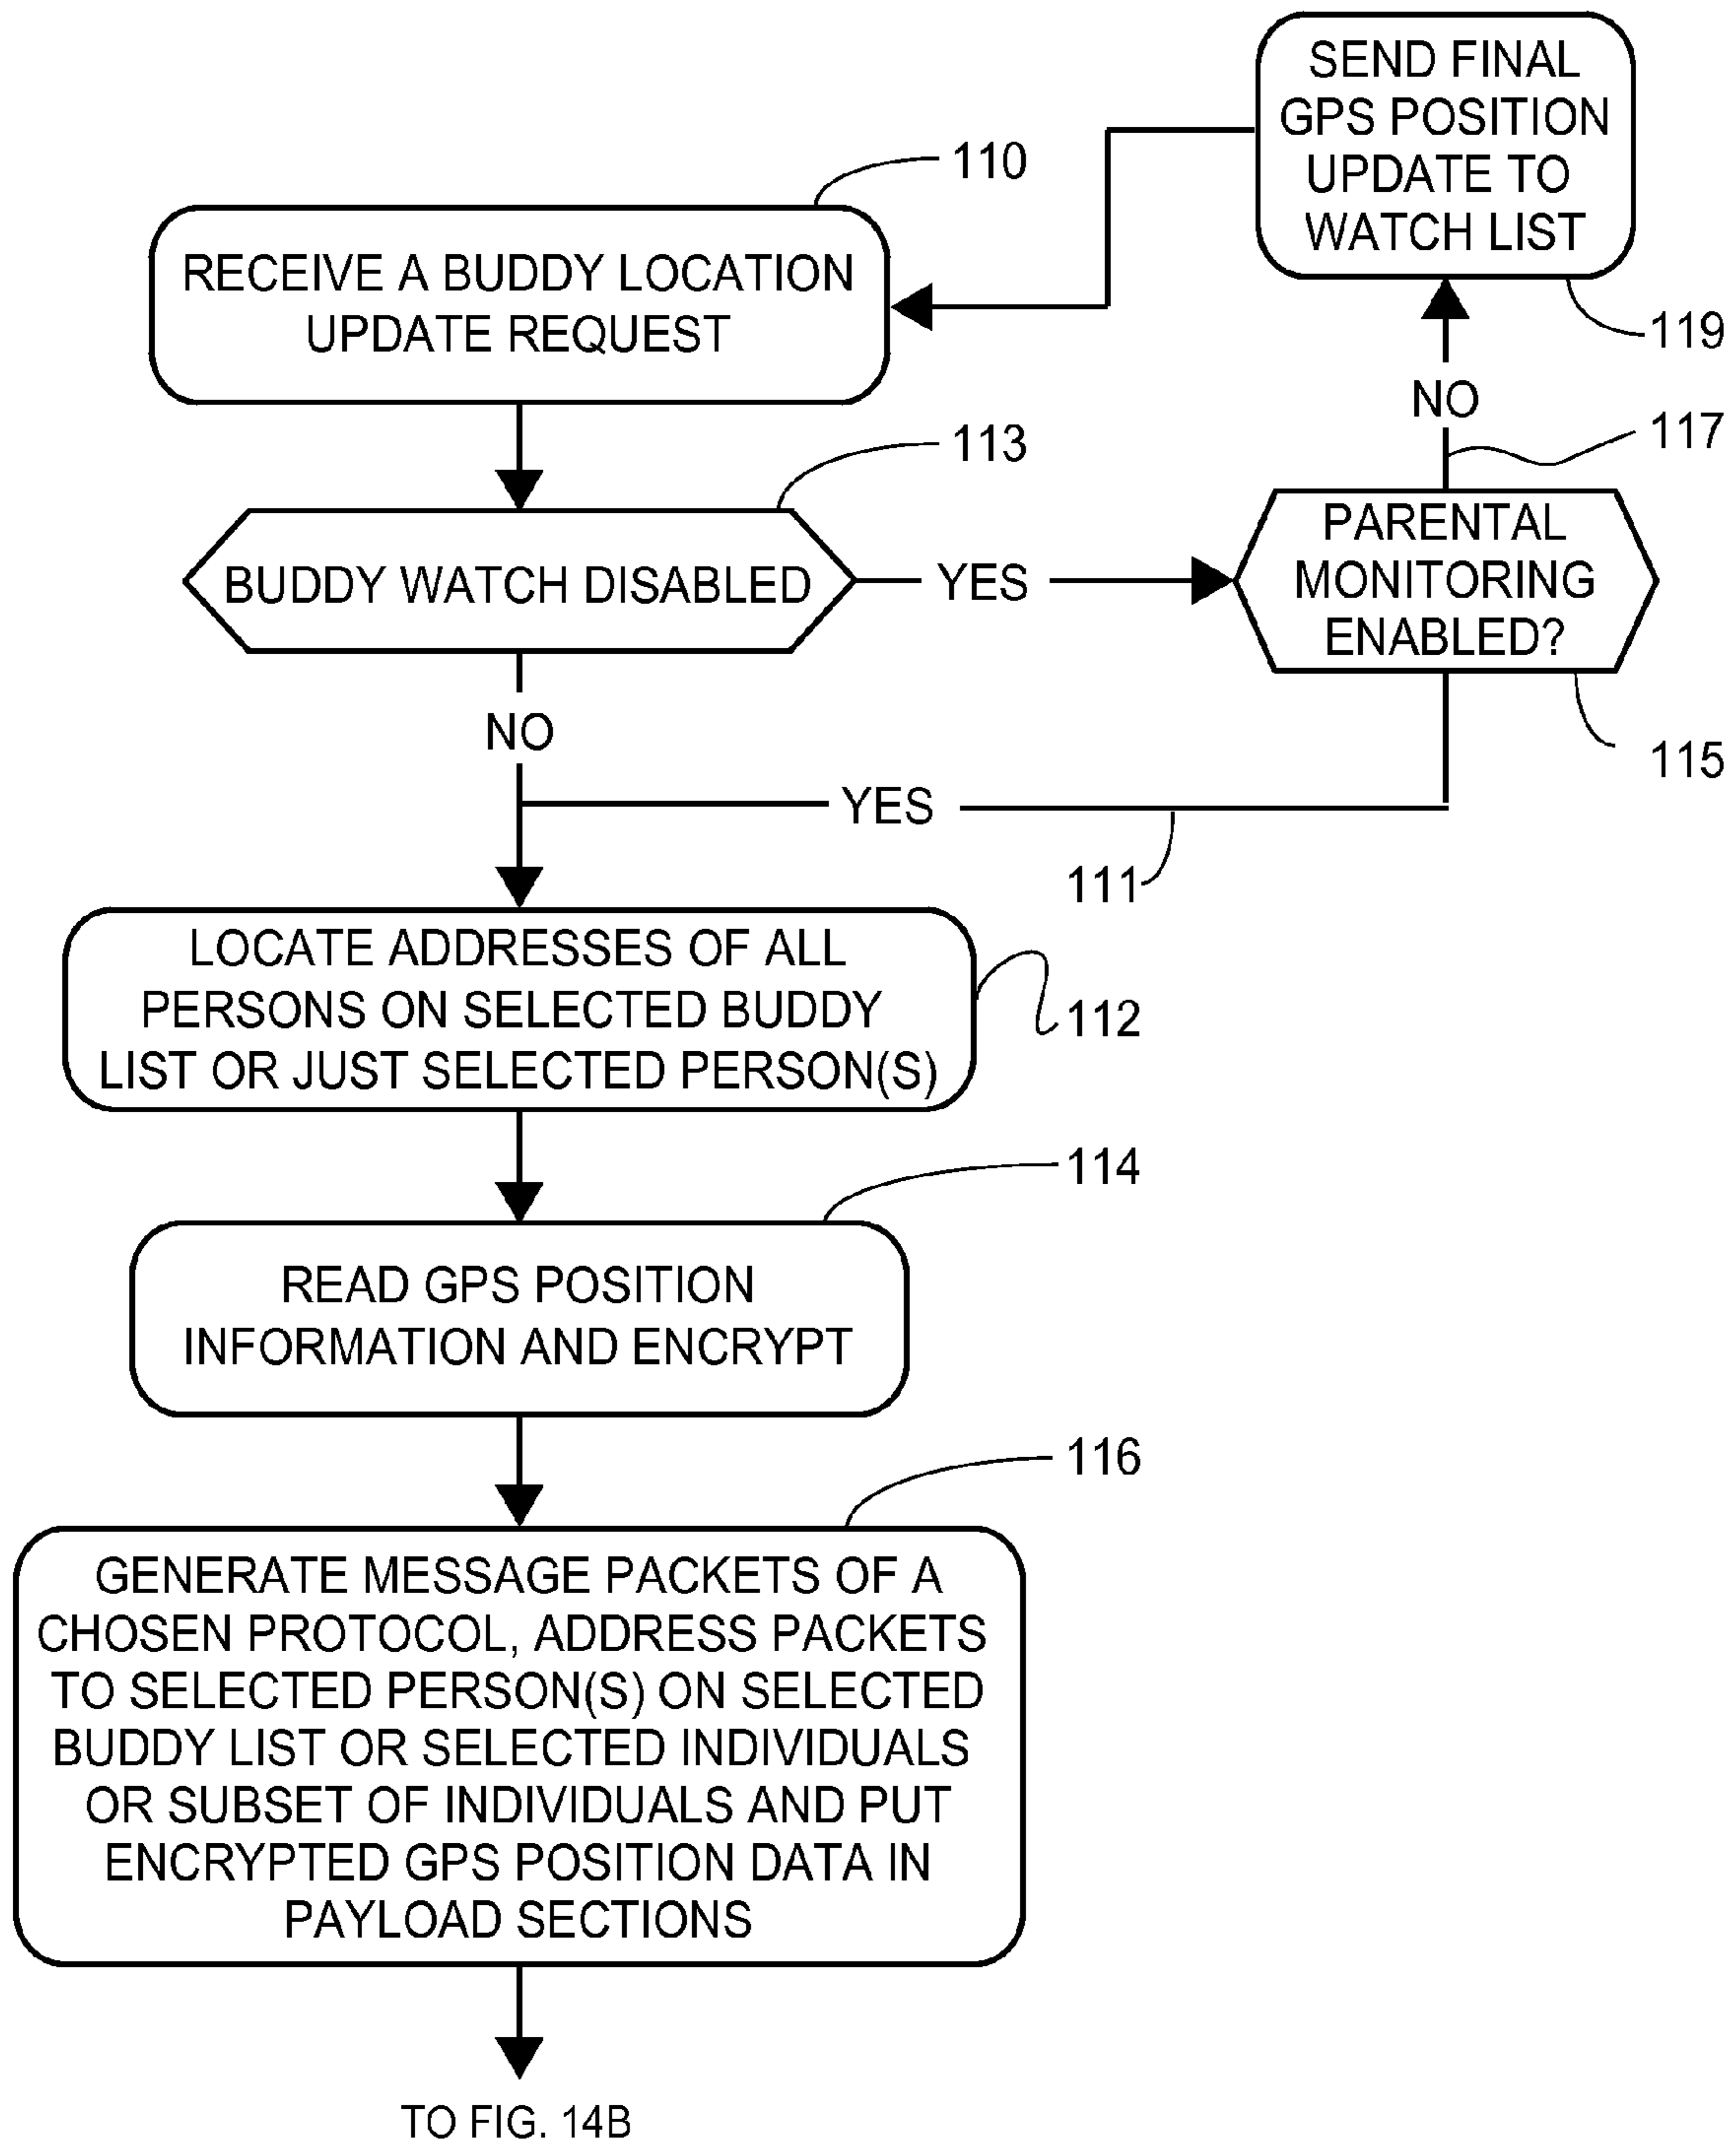 SEND FINAL
GPS POSITION
UPDATE TO
WATCH LIST
119
110
RECEIVE A BUDDY LOCATION
UPDATE REQUEST
NO
117
113
BUDDY WATCH DISABLED
YES
PARENTAL
MONITORING
ENABLED?
115
NO
YES
111
LOCATE ADDRESSES OF ALL
PERSONS ON SELECTED BUDDY
LIST OR JUST SELECTED PERSON(S)
112
114
READ GPS POSITION
INFORMATION AND ENCRYPT
116
GENERATE MESSAGE PACKETS OF A
CHOSEN PROTOCOL, ADDRESS PACKETS
TO SELECTED PERSON(S) ON SELECTED
BUDDY LIST OR SELECTED INDIVIDUALS
OR SUBSET OF INDIVIDUALS AND PUT
ENCRYPTED GPS POSITION DATA IN
PAYLOAD SECTIONS
TO FIG. 14B